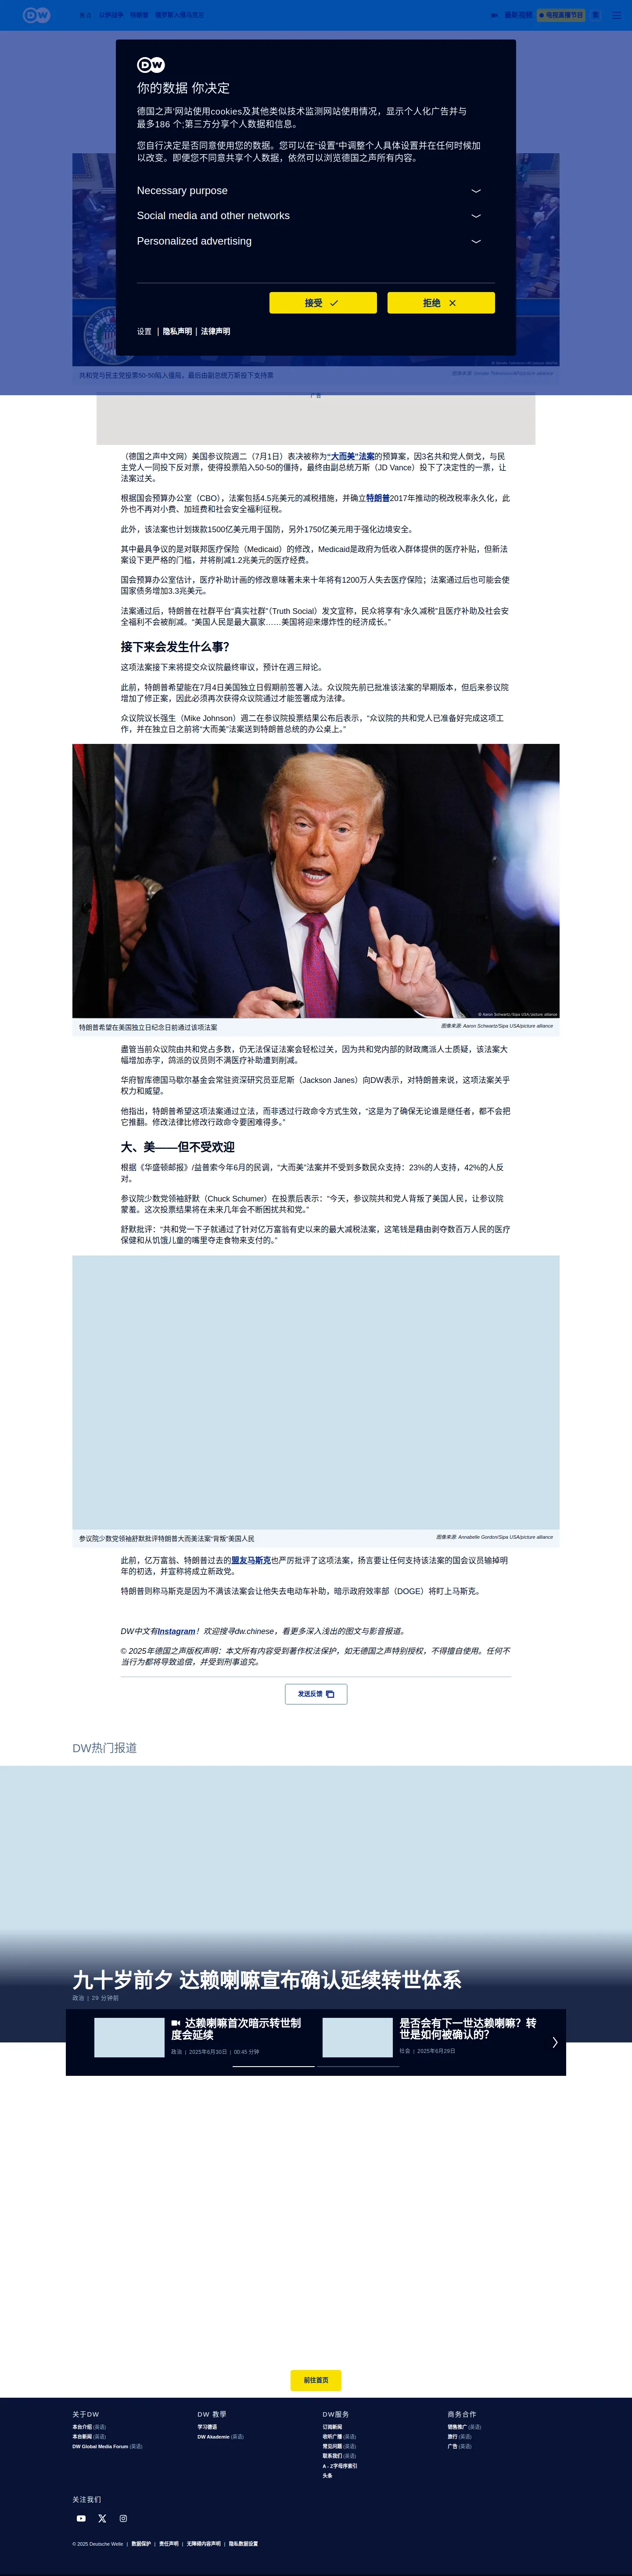 DW
焦点 以伊战争 特朗普 俄罗斯入侵乌克兰
最新视频 电视直播节目
DW
你的数据 你决定
德国之声'网站使用cookies及其他类似技术监测网站使用情况，显示个人化广告并与
最多186 个;第三方分享个人数据和信息。
您自行决定是否同意使用您的数据。您可以在“设置”中调整个人具体设置并在任何时候加
以改变。即便您不同意共享个人数据，依然可以浏览德国之声所有内容。
Necessary purpose
Social media and other networks
Personalized advertising
接受
拒绝
设置 | 隐私声明 | 法律声明
共和党与民主党投票50-50陷入僵局，最后由副总统万斯投下支持票
广告
（德国之声中文网）美国参议院週二（7月1日）表决被称为“大而美”法案的预算案，因3名共和党人倒戈，与民
主党人一同投下反对票，使得投票陷入50-50的僵持，最终由副总统万斯（JD Vance）投下了决定性的一票，让
法案过关。
根据国会预算办公室（CBO），法案包括4.5兆美元的减税措施，并确立特朗普2017年推动的税改税率永久化，此
外也不再对小费、加班费和社会安全福利征税。
此外，该法案也计划拨款1500亿美元用于国防，另外1750亿美元用于强化边境安全。
其中最具争议的是对联邦医疗保险（Medicaid）的修改，Medicaid是政府为低收入群体提供的医疗补贴，但新法
案设下更严格的门槛，并将削减1.2兆美元的医疗经费。
国会预算办公室估计，医疗补助计画的修改意味著未来十年将有1200万人失去医疗保险；法案通过后也可能会使
国家债务增加3.3兆美元。
法案通过后，特朗普在社群平台“真实社群”（Truth Social）发文宣称，民众将享有“永久减税”且医疗补助及社会安
全福利不会被削减。“美国人民是最大赢家……美国将迎来爆炸性的经济成长。”
接下来会发生什么事？
这项法案接下来将提交众议院最终审议，预计在週三辩论。
此前，特朗普希望能在7月4日美国独立日假期前签署入法。众议院先前已批准该法案的早期版本，但后来参议院
增加了修正案，因此必须再次获得众议院通过才能签署成为法律。
众议院议长强生（Mike Johnson）週二在参议院投票结果公布后表示，“众议院的共和党人已准备好完成这项工
作，并在独立日之前将“大而美”法案送到特朗普总统的办公桌上。”
© Aaron Schwartz/Sipa USA/picture alliance
特朗普希望在美国独立日纪念日前通过该项法案
图像来源: Aaron Schwartz/Sipa USA/picture alliance
盡管当前众议院由共和党占多数，仍无法保证法案会轻松过关，因为共和党内部的财政鹰派人士质疑，该法案大
幅增加赤字，鸽派的议员则不满医疗补助遭到削减。
华府智库德国马歇尔基金会常驻资深研究员亚尼斯（Jackson Janes）向DW表示，对特朗普来说，这项法案关乎
权力和威望。
他指出，特朗普希望这项法案通过立法，而非透过行政命令方式生效，“这是为了确保无论谁是继任者，都不会把
它推翻。修改法律比修改行政命令要困难得多。”
大、美——但不受欢迎
根据《华盛顿邮报》/益普索今年6月的民调，“大而美”法案并不受到多数民众支持：23%的人支持，42%的人反
对。
参议院少数党领袖舒默（Chuck Schumer）在投票后表示：“今天，参议院共和党人背叛了美国人民，让参议院
蒙羞。这次投票结果将在未来几年会不断困扰共和党。”
舒默批评：“共和党一下子就通过了针对亿万富翁有史以来的最大减税法案，这笔钱是藉由剥夺数百万人民的医疗
保健和从饥饿儿童的嘴里夺走食物来支付的。”
参议院少数党领袖舒默批评特朗普大而美法案“背叛”美国人民
图像来源: Annabelle Gordon/Sipa USA/picture alliance
此前，亿万富翁、特朗普过去的盟友马斯克也严厉批评了这项法案，扬言要让任何支持该法案的国会议员输掉明
年的初选，并宣称将成立新政党。
特朗普则称马斯克是因为不满该法案会让他失去电动车补助，暗示政府效率部（DOGE）将盯上马斯克。
DW中文有Instagram！欢迎搜寻dw.chinese，看更多深入浅出的图文与影音报道。
© 2025年德国之声版权声明：本文所有内容受到著作权法保护，如无德国之声特别授权，不得擅自使用。任何不
当行为都将导致追偿，并受到刑事追究。
发送反馈
DW热门报道
九十岁前夕 达赖喇嘛宣布确认延续转世体系
政治 | 29 分钟前
达赖喇嘛首次暗示转世制
度会延续
政治 | 2025年6月30日 | 00:45 分钟
是否会有下一世达赖喇嘛？转
世是如何被确认的？
社会 | 2025年6月29日
前往首页
关于DW
本台介绍 (英语)
本台新闻 (英语)
DW Global Media Forum (英语)
DW 教學
学习德语
DW Akademie (英语)
DW服务
订阅新闻
收听广播 (英语)
常见问题 (英语)
联系我们 (英语)
A - Z字母序索引
头条
商务合作
销售推广 (英语)
旅行 (英语)
广告 (英语)
关注我们
© 2025 Deutsche Welle | 数据保护 | 责任声明 | 无障碍内容声明 | 隐私数据设置